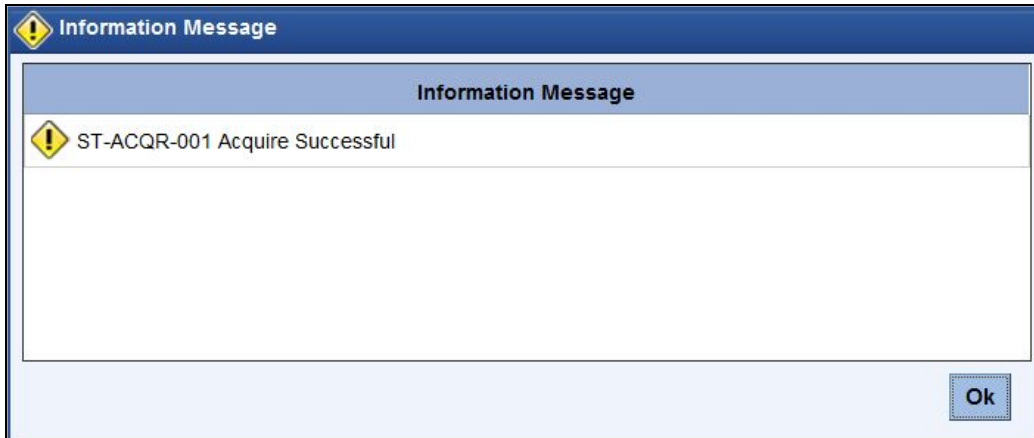 Information Message
Information Message
ST-ACQR-001 Acquire Successful
Ok